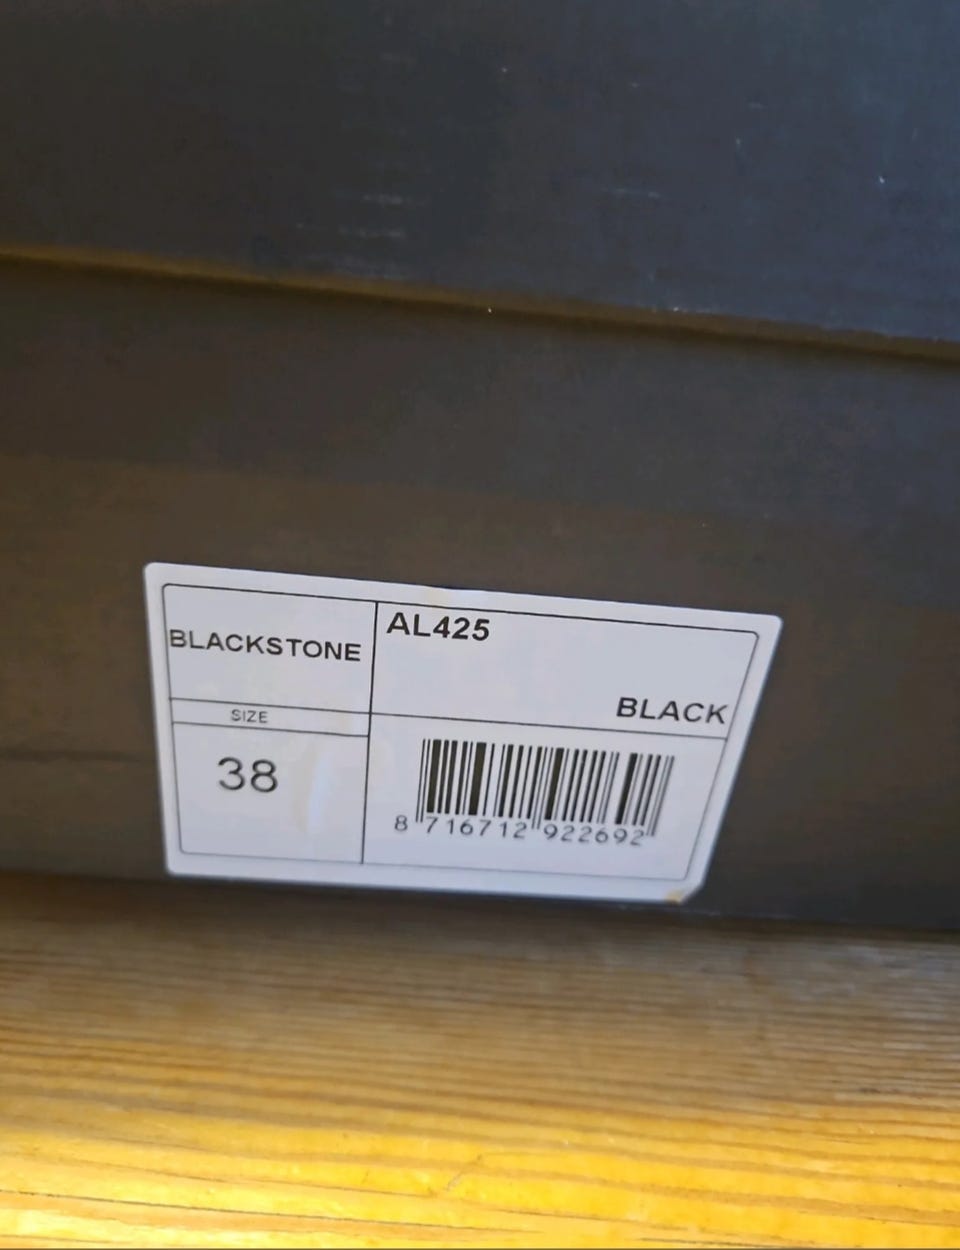 BLACKSTONE
AL425
BLACK
SIZE
38
8 716712 922692